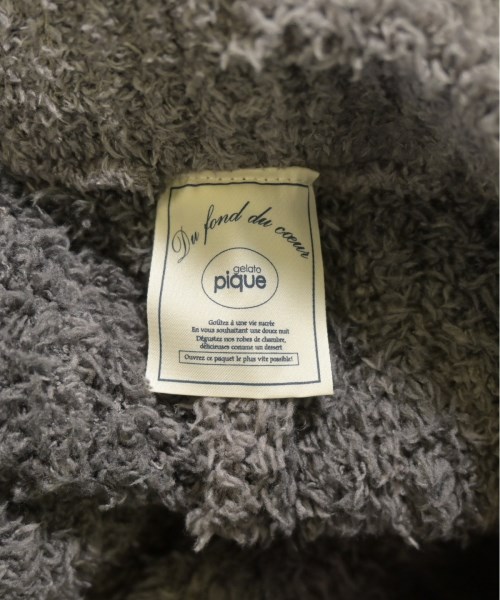 Du fond du cœur
gelato
pique
Goûtez à une vie sucrée
En vous souhaitant une douce nuit
Dégustez nos robes de chambre,
délicieuses comme un dessert
Ouvrez ce paquet le plus vite possible!